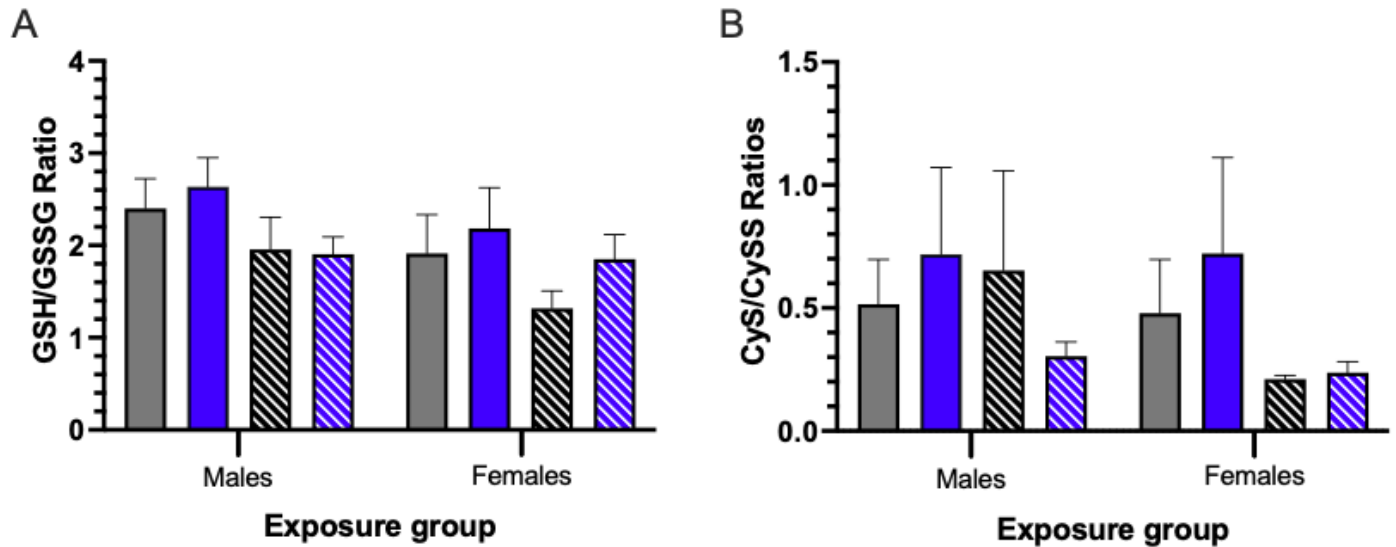 A
GSH/GSSG Ratio
4
3
2
1
0
Males
Females
Exposure group
B
CyS/CySS Ratios
1.5
1.0
0.5
0.0
Males
Females
Exposure group